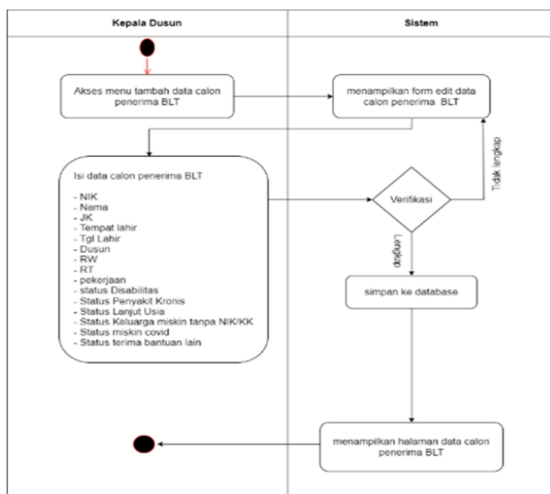 Kepala Dusun
Sistem
Akses menu tambah data calon
penerima BLT
menampilkan form edit data
calon penerima BLT
Isi data calon penerima BLT
- NIK
- Nama
- JK
- Tempat lahir
- Tgl Lahir
- Dusun
- RW
- RT
- pekerjaan
- status Disabilitas
- Status Penyakit Kronis
- Status Lanjut Usia
- Status Keluarga miskin tanpa NIK/KK
- Status miskin covid
- Status terima bantuan lain
Verifikasi
Tidak lengkap
Lengkap
simpan ke database
menampilkan halaman data calon
penerima BLT